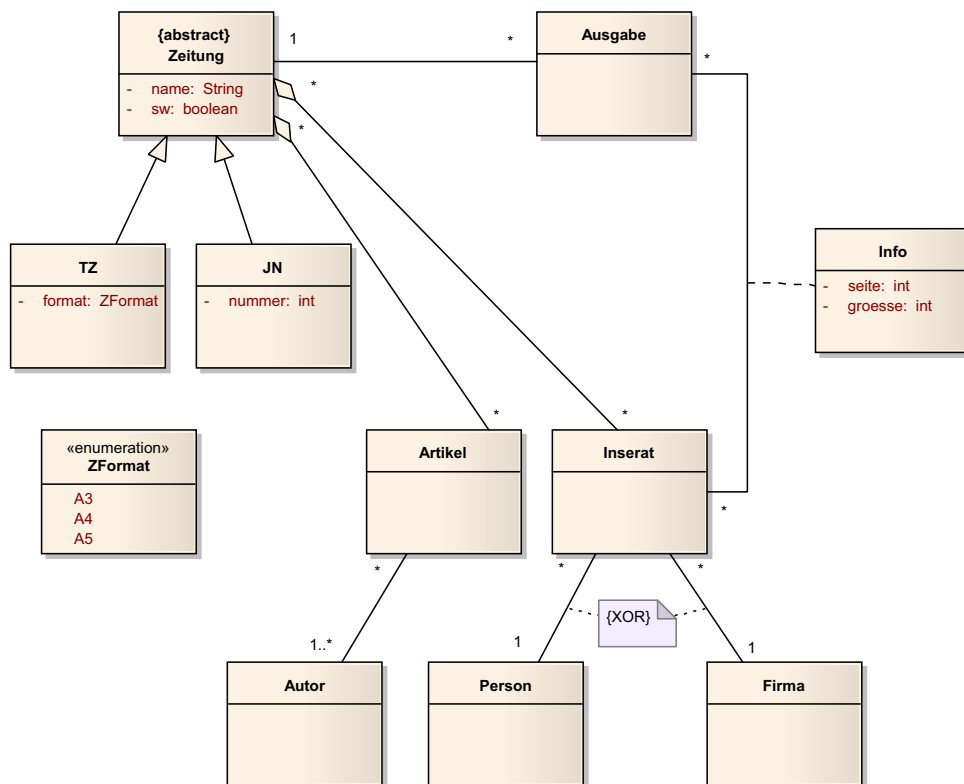 {abstract}
Zeitung
- name: String
- sw: boolean
1
*
Ausgabe
*
*
*
TZ
- format: ZFormat
JN
- nummer: int
Info
- seite: int
- groesse: int
«enumeration»
ZFormat
A3
A4
A5
*
Artikel
*
Inserat
*
*
*
*
{XOR}
1..*
1
1
Autor
Person
Firma